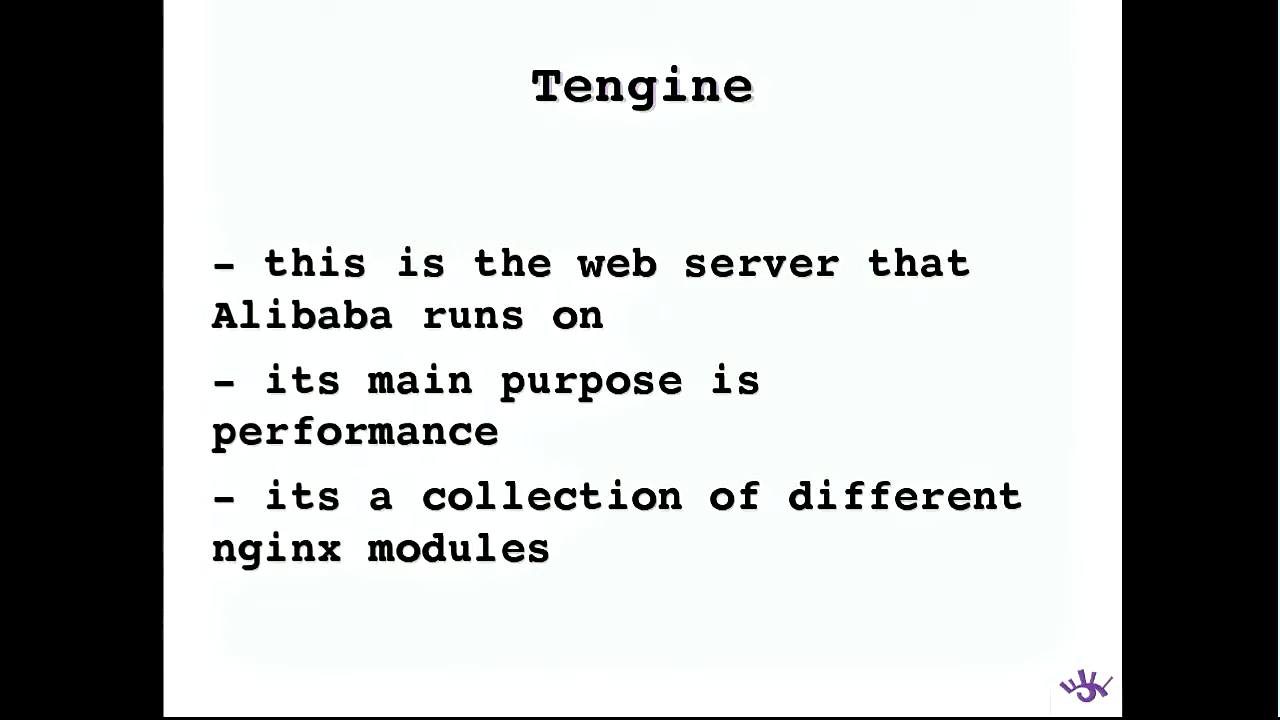 Tengine
- this is the web server that
Alibaba runs on
- its main purpose is
performance
- its a collection of different
nginx modules